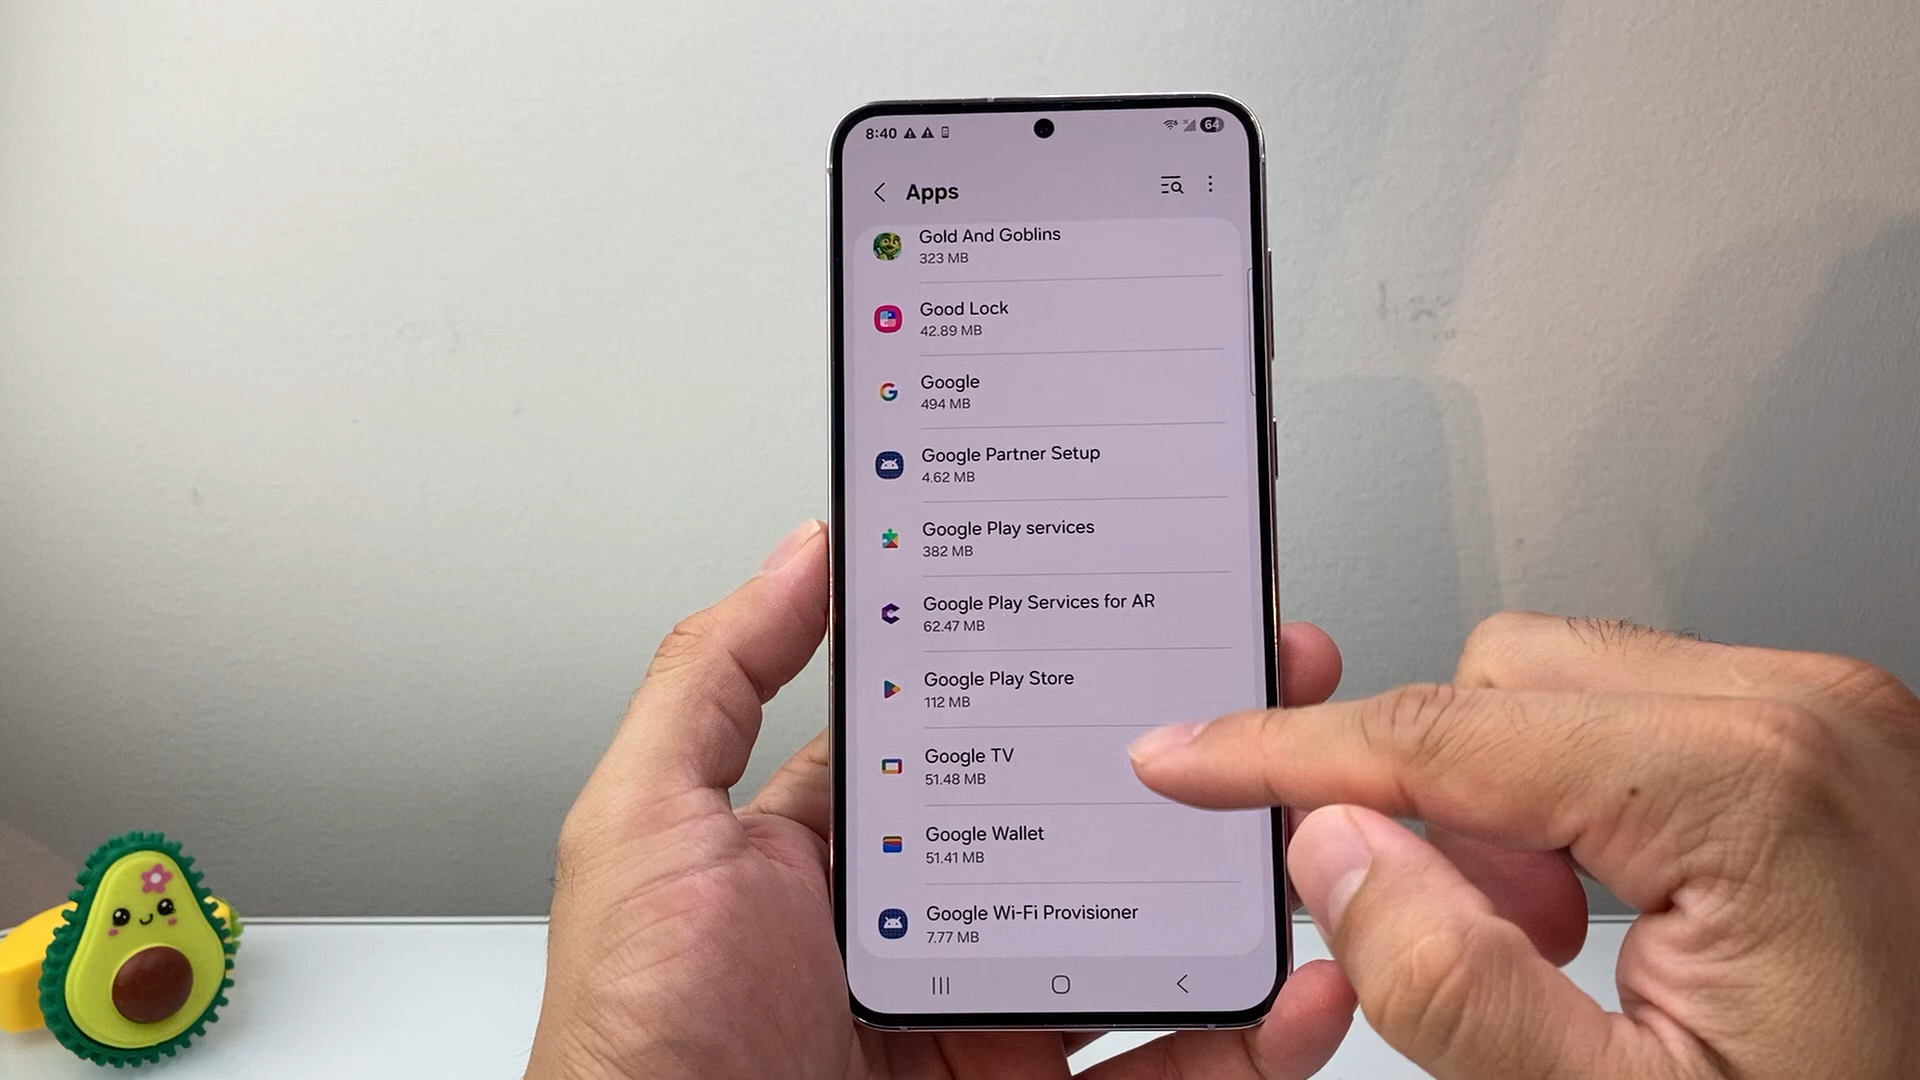 8:40
64
Apps
Gold And Goblins
323 MB
Good Lock
42.89 MB
Google
494 MB
Google Partner Setup
4.62 MB
Google Play services
382 MB
Google Play Services for AR
62.47 MB
Google Play Store
112 MB
Google TV
51.48 MB
Google Wallet
51.41 MB
Google Wi-Fi Provisioner
7.77 MB